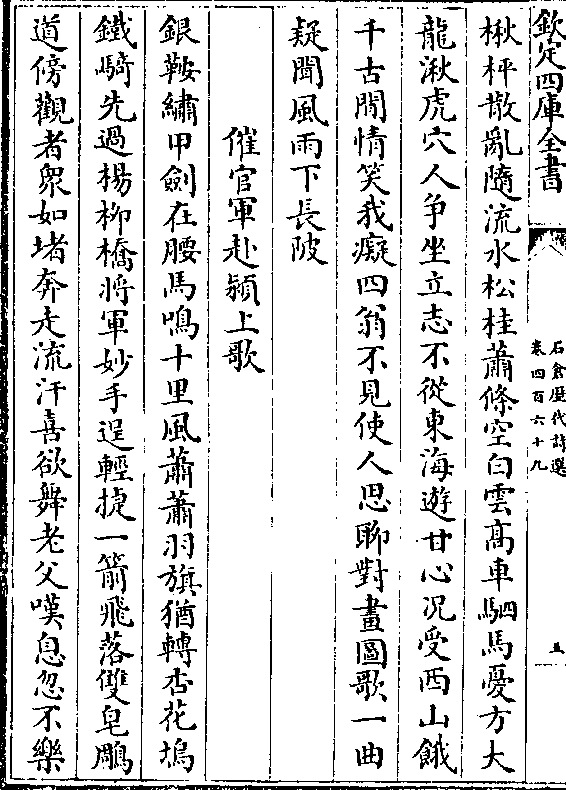 欽定四庫全書
石倉歷代詩選
卷四百六十九
五
楸枰散亂隨流水松桂蕭條空白雲高車駟馬憂方大
龍湫虎穴人爭坐立志不從東海遊甘心況受西山餓
千古閒情笑我癡四翁不見使人思聊對畫圖歌一曲
疑聞風雨下長陂
催官軍赴潁上歌
銀鞍繡甲劍在腰馬鳴十里風蕭蕭羽旗猶轉杏花塢
鐵騎先過楊柳橋將軍妙手逞輕捷一箭飛落雙皂鵰
道傍觀者衆如堵奔走流汗喜欲舞老父嘆息忽不樂